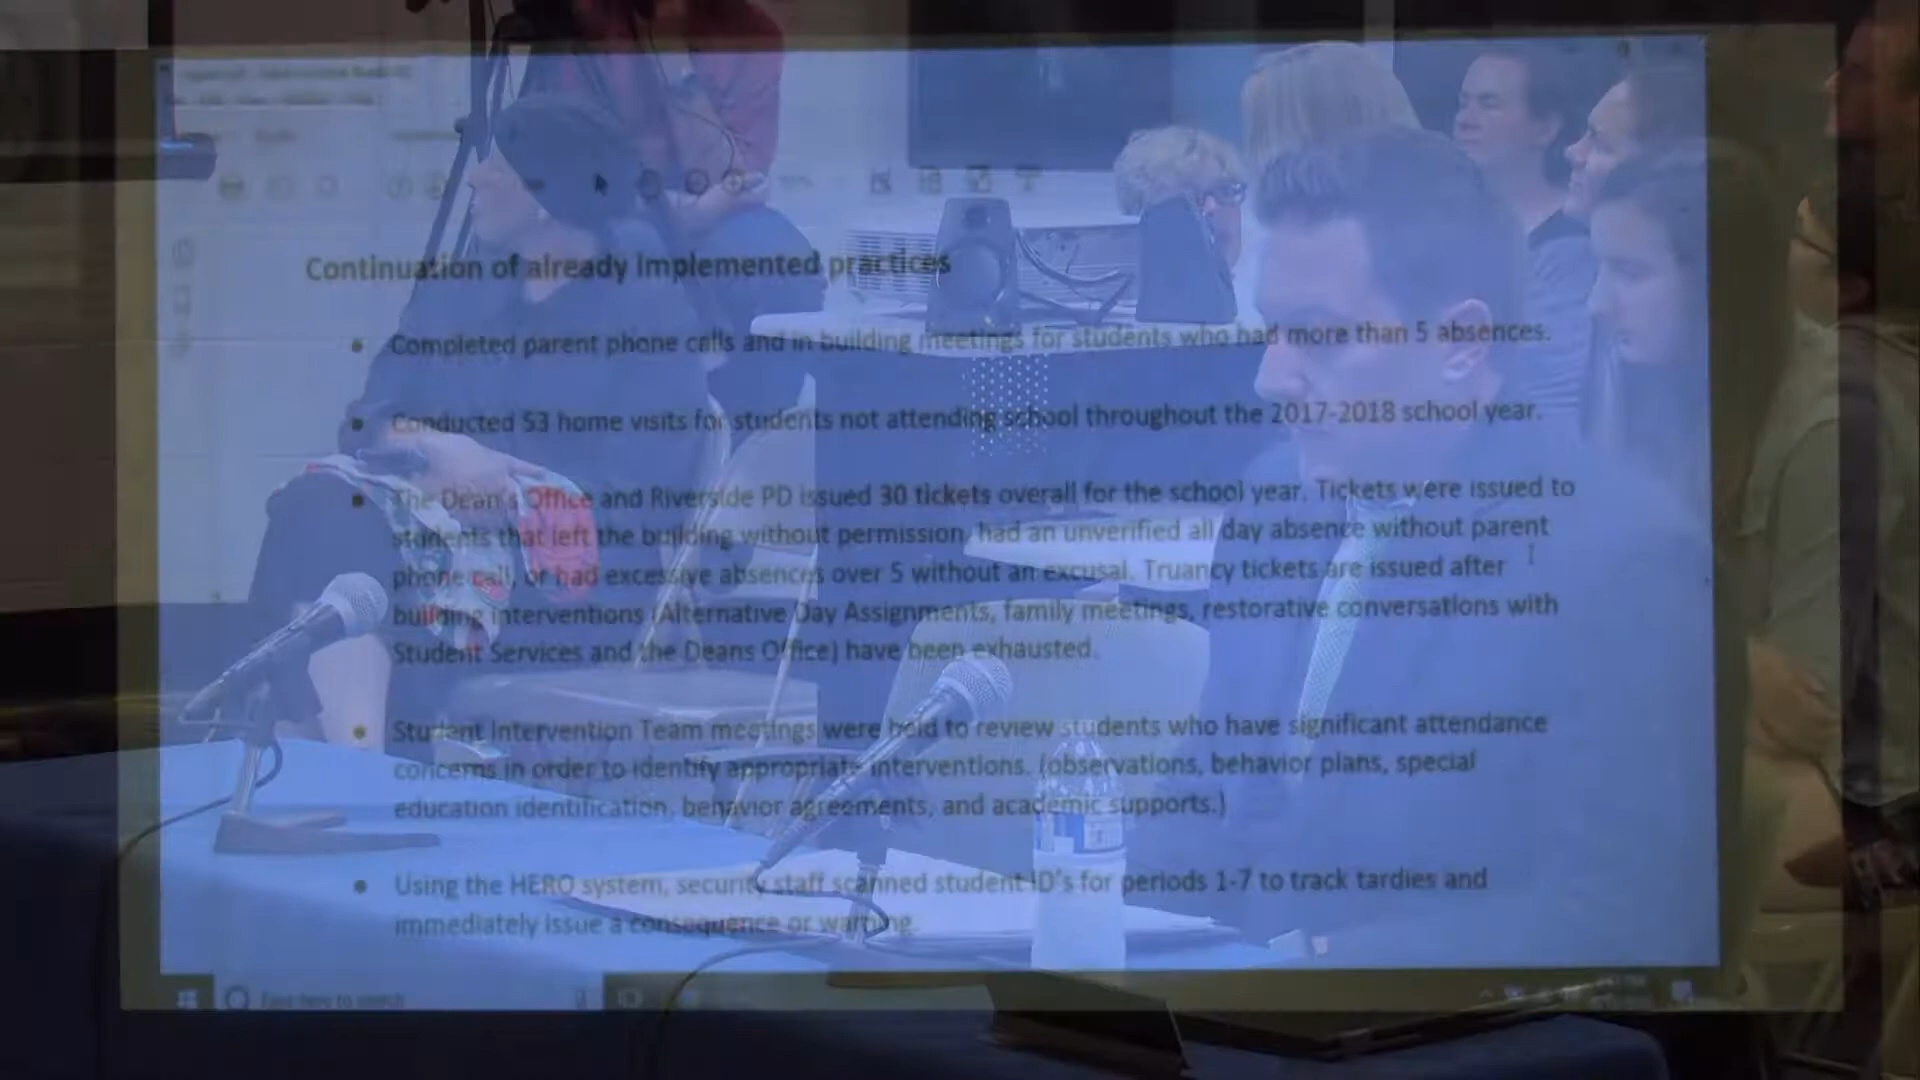 Continuation of already Implemented practices
Completed parent phone calls and in building meetings for students who had more than 5 absences.
Conducted 53 home visits for students not attending school throughout the 2017-2018 school year.
The Dean's Office and Riverside PD issued 30 tickets overall for the school year. Tickets were issued to
students that left the building without permission, had an unverified all day absence without parent
phone call, or had excessive absences over 5 without an excusal. Truancy tickets are issued after
building interventions (Alternative Day Assignments, family meetings, restorative conversations with
Student Services and the Deans Office) have been exhausted.
Student Intervention Team meetings were held to review students who have significant attendance
concerns in order to identify appropriate interventions. (observations, behavior plans, special
education identification, behavior agreements, and academic supports.)
Using the HERO system, security staff scanned student ID's for periods 1-7 to track tardies and
immediately issue a consequence or warning.
Type here to search